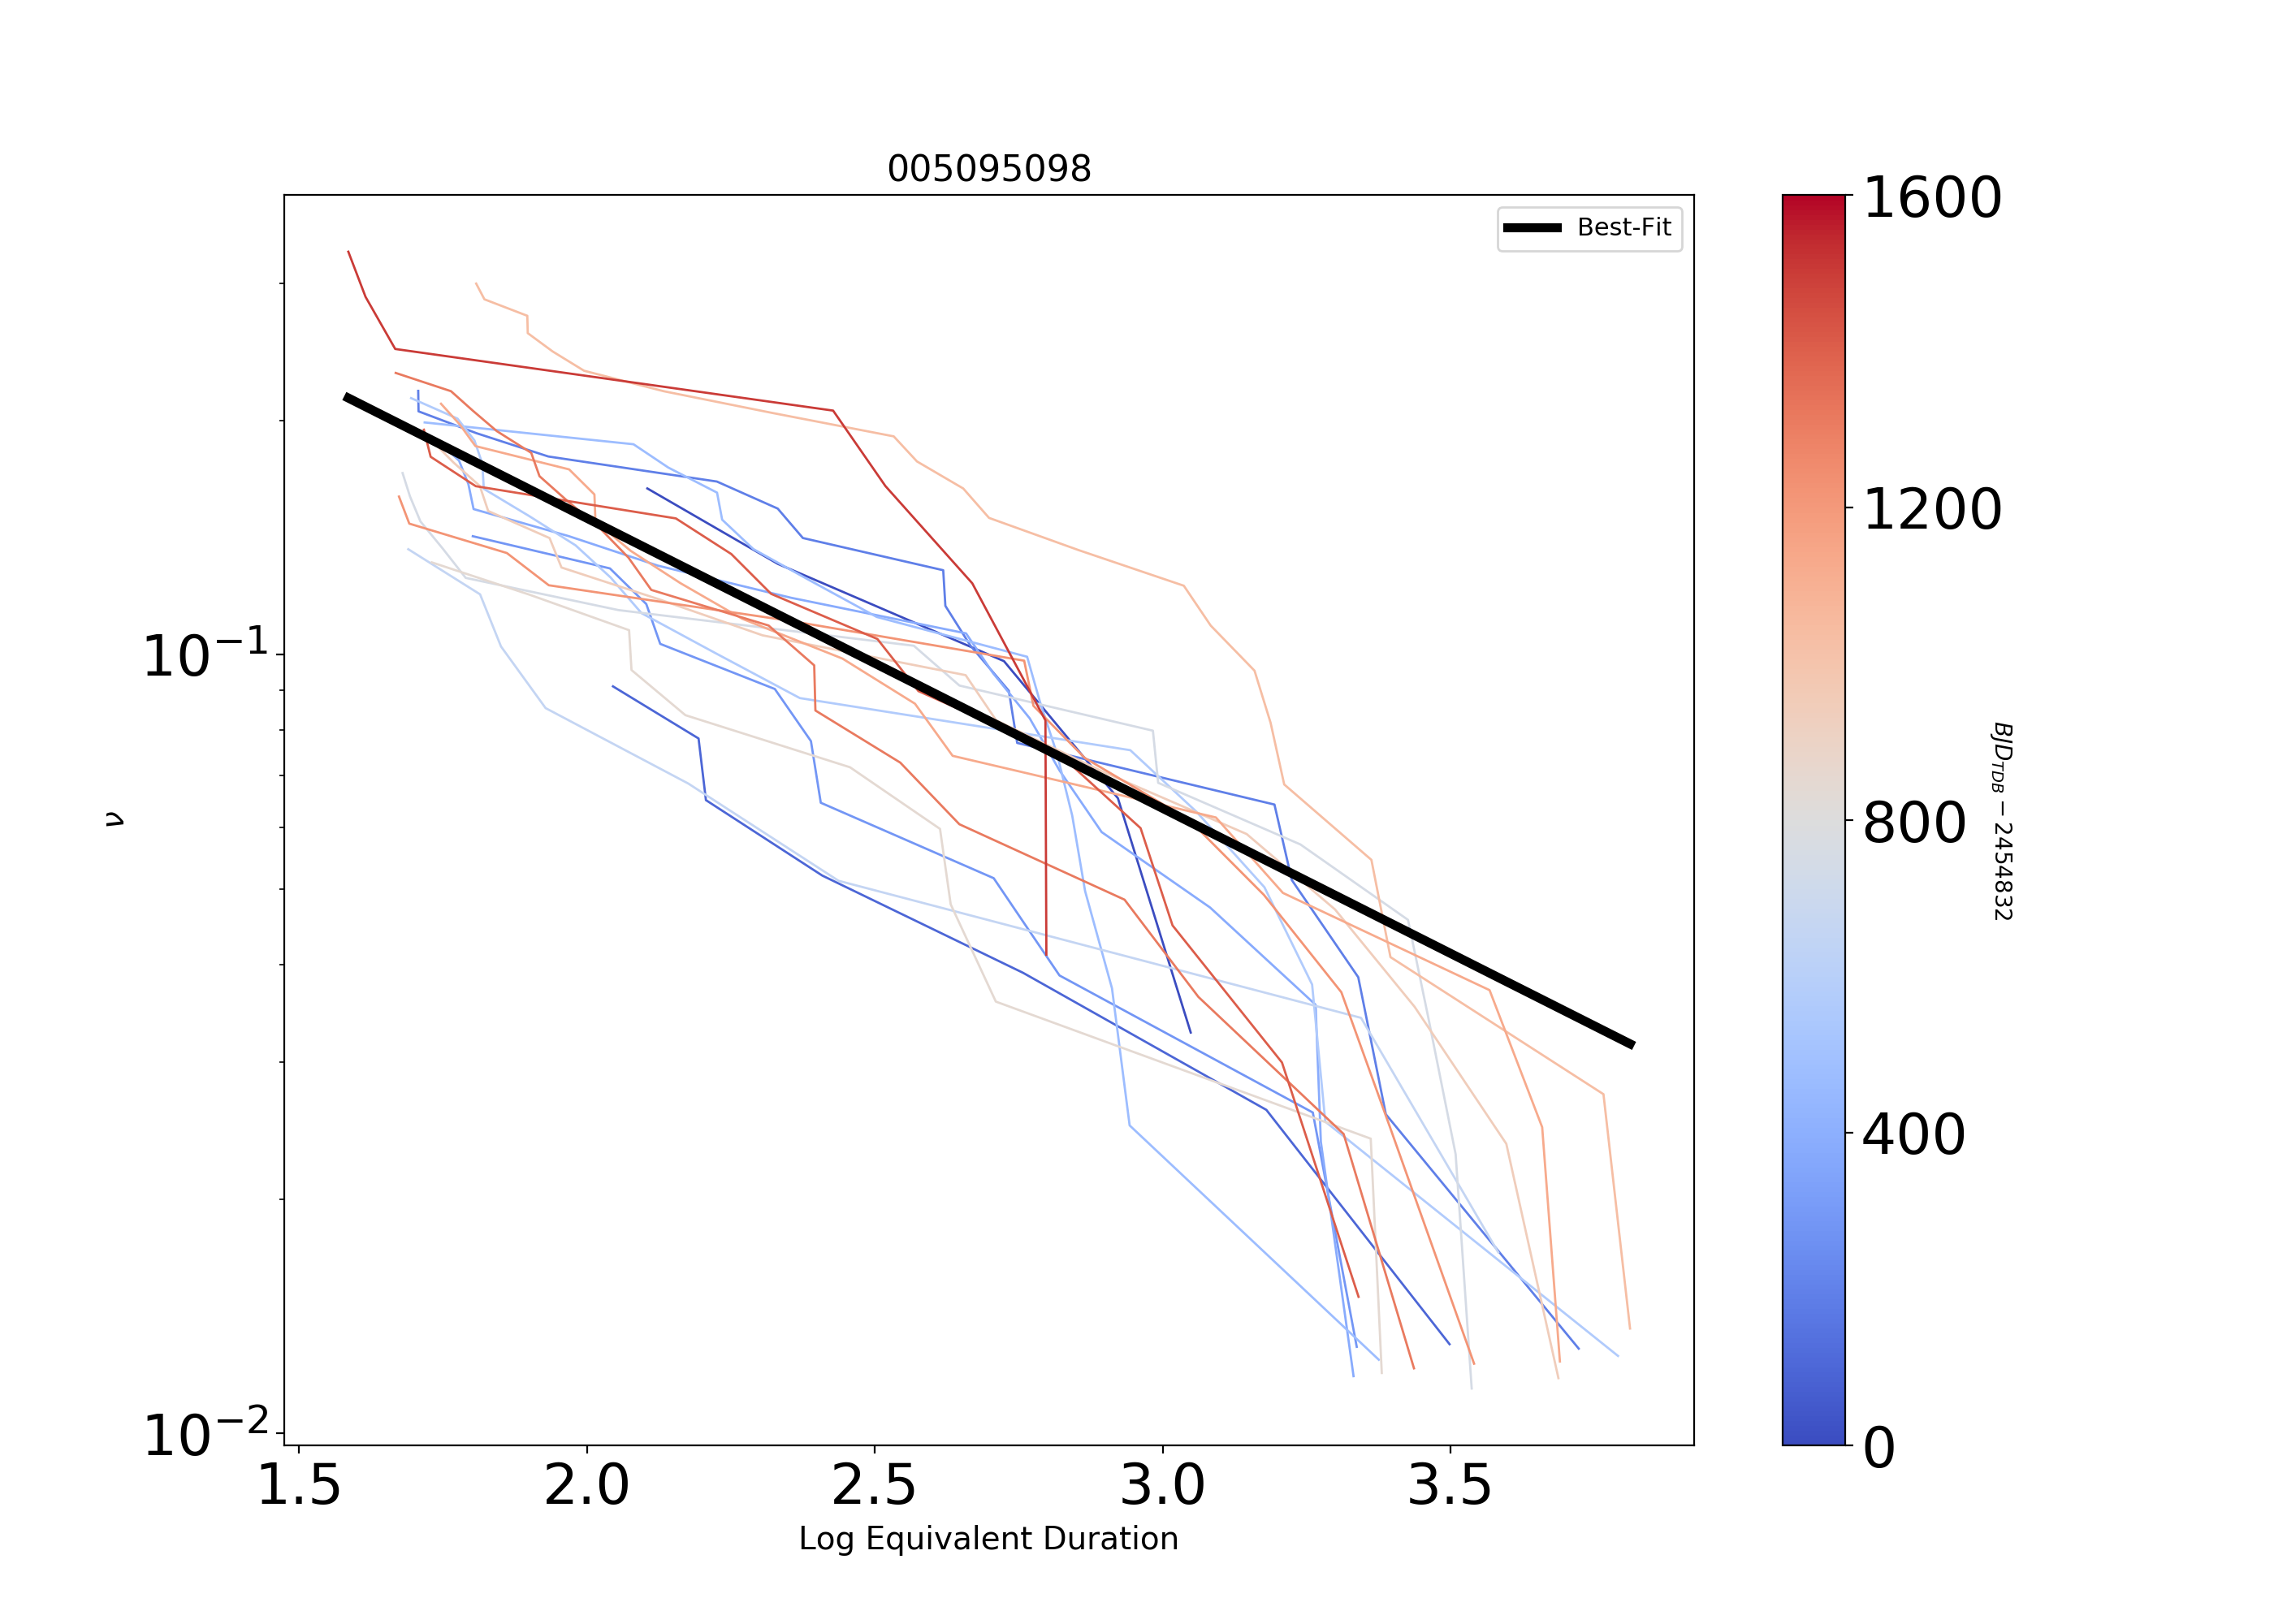 005095098
Best-Fit
ν
10⁻¹
10⁻²
1.5 2.0 2.5 3.0 3.5
Log Equivalent Duration
1600
1200
800
400
0
BJD_TDB − 2454832